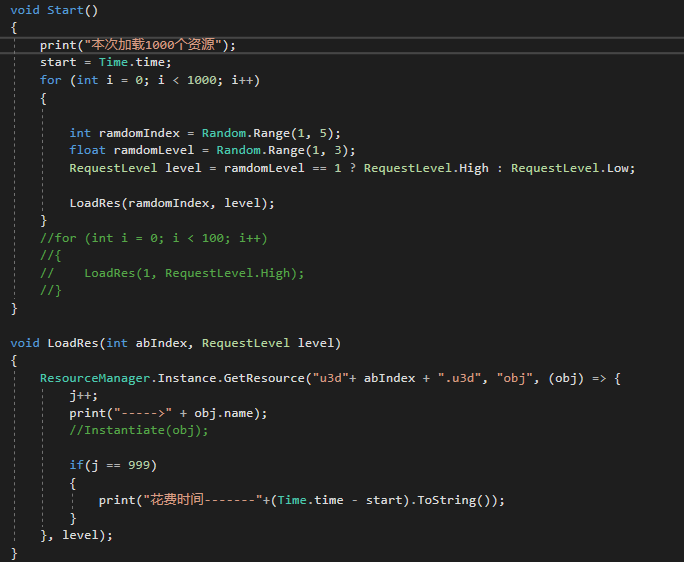 void Start()
{
print("本次加载1000个资源");
start = Time.time;
for (int i = 0; i < 1000; i++)
{
int ramdomIndex = Random.Range(1, 5);
float ramdomLevel = Random.Range(1, 3);
RequestLevel level = ramdomLevel == 1 ? RequestLevel.High : RequestLevel.Low;
LoadRes(ramdomIndex, level);
}
//for (int i = 0; i < 100; i++)
//{
//    LoadRes(1, RequestLevel.High);
//}
}
void LoadRes(int abIndex, RequestLevel level)
{
ResourceManager.Instance.GetResource("u3d"+ abIndex + ".u3d", "obj", (obj) => {
j++;
print("----->" + obj.name);
//Instantiate(obj);
if(j == 999)
{
print("花费时间-------"+(Time.time - start).ToString());
}
}, level);
}